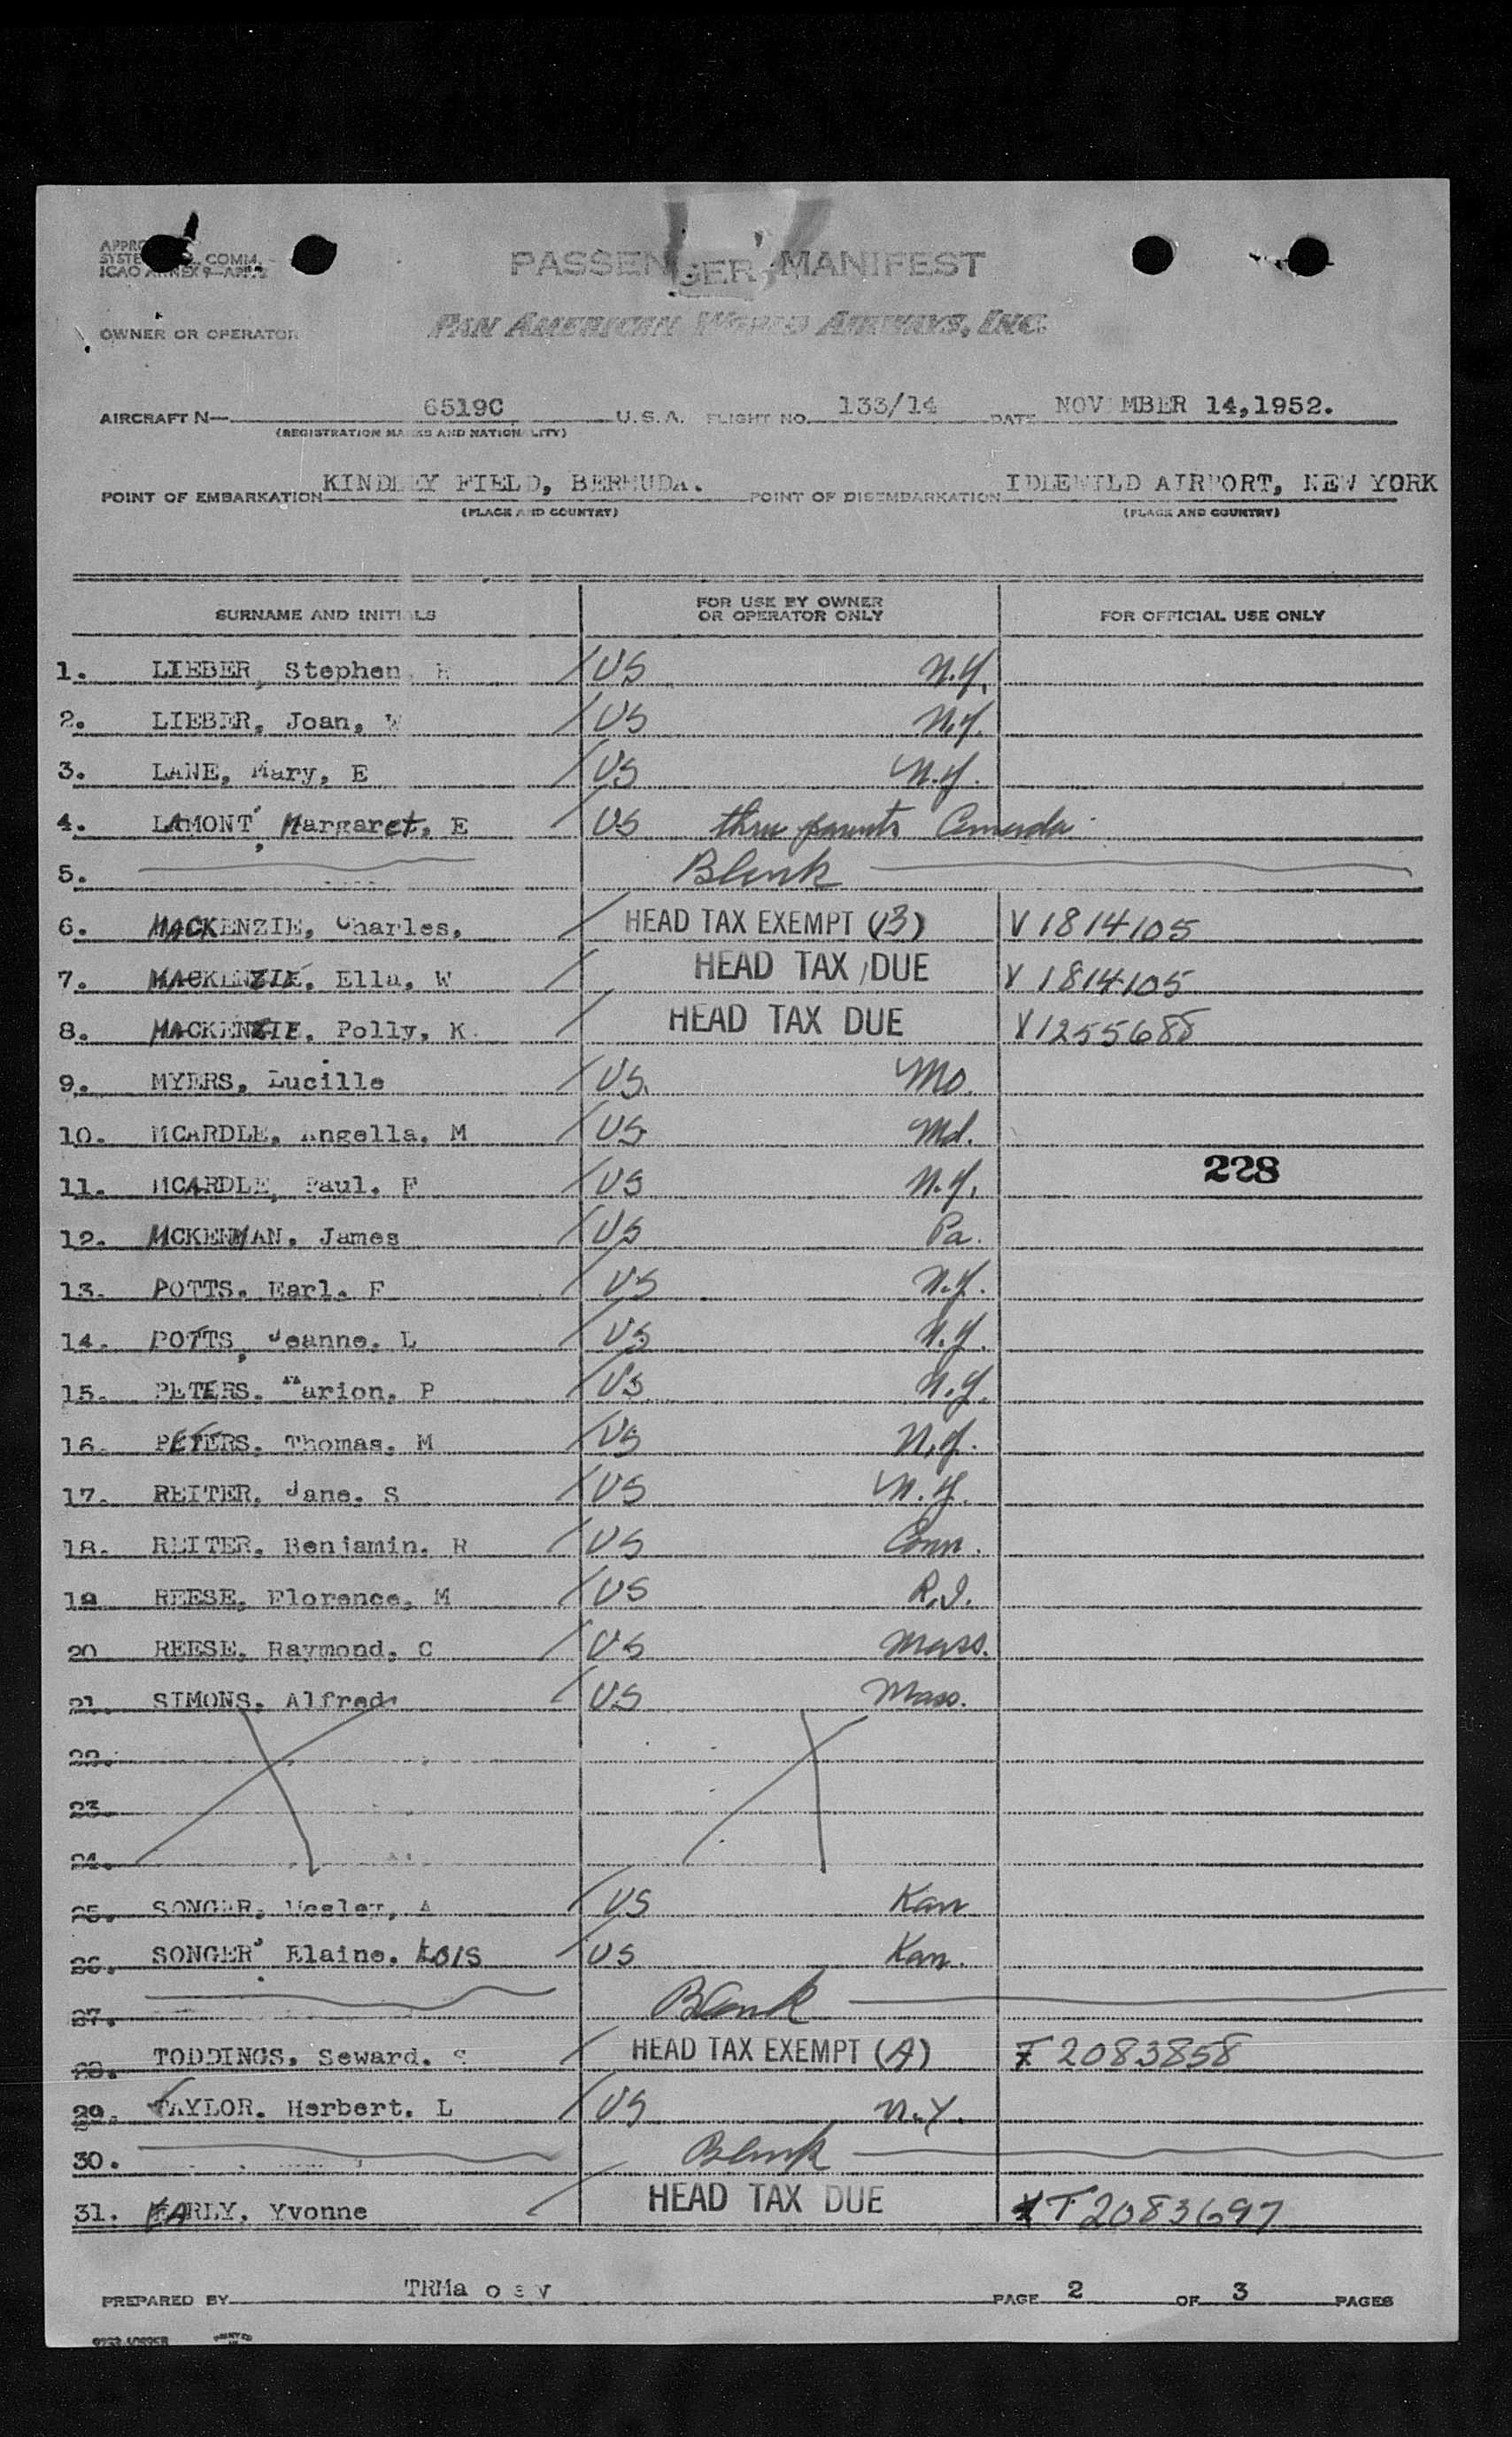 COMM.
PASSENGER MANIFEST
OWNER OR OPERATOR PAN AMERICAN WORLD AIRWAYS, INC.
AIRCRAFT N— 6519C U.S.A. FLIGHT NO. 133/14 DATE NOV MBER 14,1952.
(REGISTRATION MARKS AND NATIONALITY)
POINT OF EMBARKATION KINDLEY FIELD, BERMUDA. POINT OF DISEMBARKATION IDLEWILD AIRPORT, NEW YORK
(PLACE AND COUNTRY) (PLACE AND COUNTRY)
SURNAME AND INITIALS FOR USE BY OWNER OR OPERATOR ONLY FOR OFFICIAL USE ONLY
1. LIEBER, Stephen / US N.Y.
2. LIEBER, Joan, W / US N.Y.
3. LANE, Mary, E / US N.Y.
4. LAMONT, Margaret, E / US thru parents
5. Blank
6. MACKENZIE, Charles, / HEAD TAX EXEMPT (B) V 1814105
7. MACKENZIE, Ella, W / HEAD TAX DUE V 1814105
8. MACKENZIE, Polly, K. / HEAD TAX DUE V1255688
9. MYERS, Lucille / US. Mo.
10. MCARDLE, Angella, M / US Md.
11. MCARDLE, Paul. F / US N.Y.
228
12. MCKENMAN. James / US Pa.
13. POTTS. Earl. F / US N.Y.
14. POTTS, Jeanne. L / US N.Y.
15. PETERS. Marion. P / US N.Y.
16. PETERS. Thomas. M / US N.Y.
17. REITER. Jane. S / US N.Y.
18. REITER. Benjamin. R / US Conn.
19 REESE, Florence, M / US R.I.
20 REESE, Raymond. C / US Mass.
21. SIMONS, Alfred / US Mass.
22.
23.
24.
25. SONGER, Wesley, A / US Kan
26. SONGER, Elaine. LOIS / US Kan.
27. Blank
28. TODDINGS, Seward. S / HEAD TAX EXEMPT (A) F 2083858
29. TAYLOR. Herbert. L / US N.Y.
30. Blank
31. EARLY, Yvonne / HEAD TAX DUE T 2083697
PREPARED BY PAGE 2 OF 3 PAGES